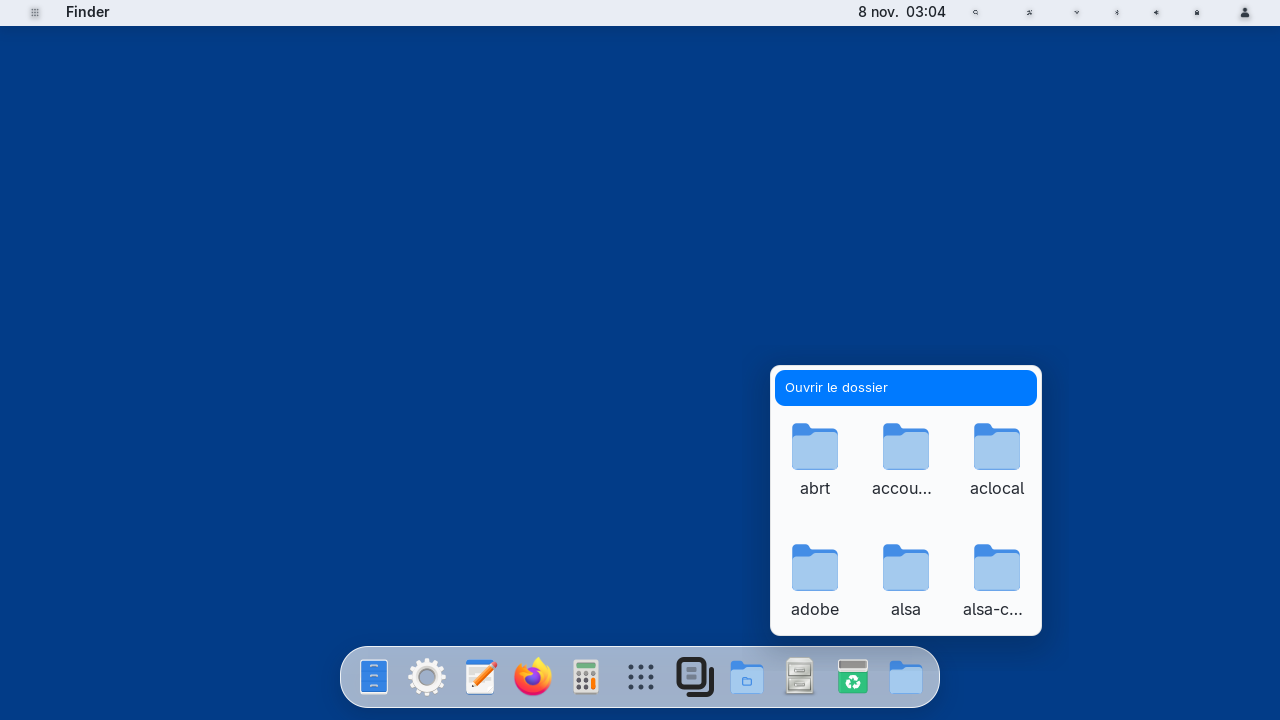 Finder
8 nov. 03:04
Ouvrir le dossier
abrt
accou...
aclocal
adobe
alsa
alsa-c...